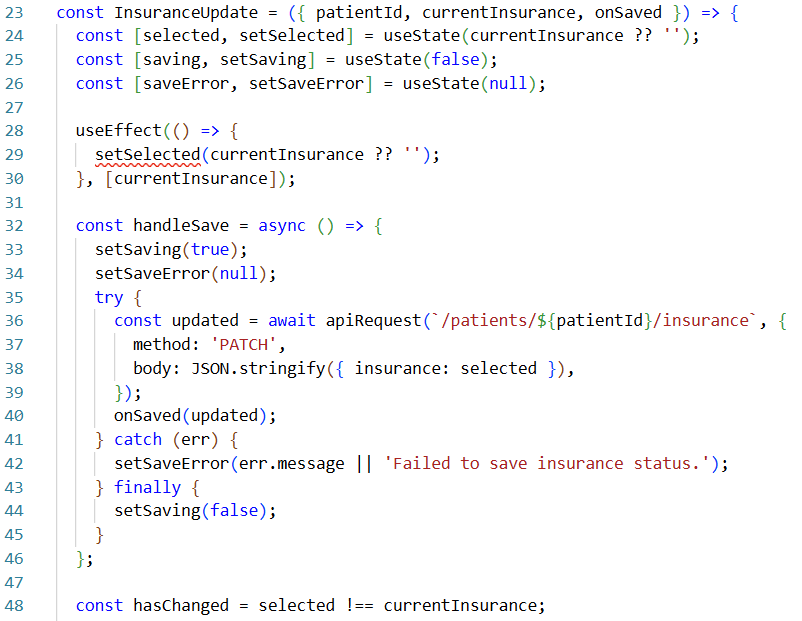 23 const InsuranceUpdate = ({ patientId, currentInsurance, onSaved }) => {
24   const [selected, setSelected] = useState(currentInsurance ?? '');
25   const [saving, setSaving] = useState(false);
26   const [saveError, setSaveError] = useState(null);
27
28   useEffect(() => {
29     setSelected(currentInsurance ?? '');
30   }, [currentInsurance]);
31
32   const handleSave = async () => {
33     setSaving(true);
34     setSaveError(null);
35     try {
36       const updated = await apiRequest(`/patients/${patientId}/insurance`, {
37         method: 'PATCH',
38         body: JSON.stringify({ insurance: selected }),
39       });
40       onSaved(updated);
41     } catch (err) {
42       setSaveError(err.message || 'Failed to save insurance status.');
43     } finally {
44       setSaving(false);
45     }
46   };
47
48   const hasChanged = selected !== currentInsurance;